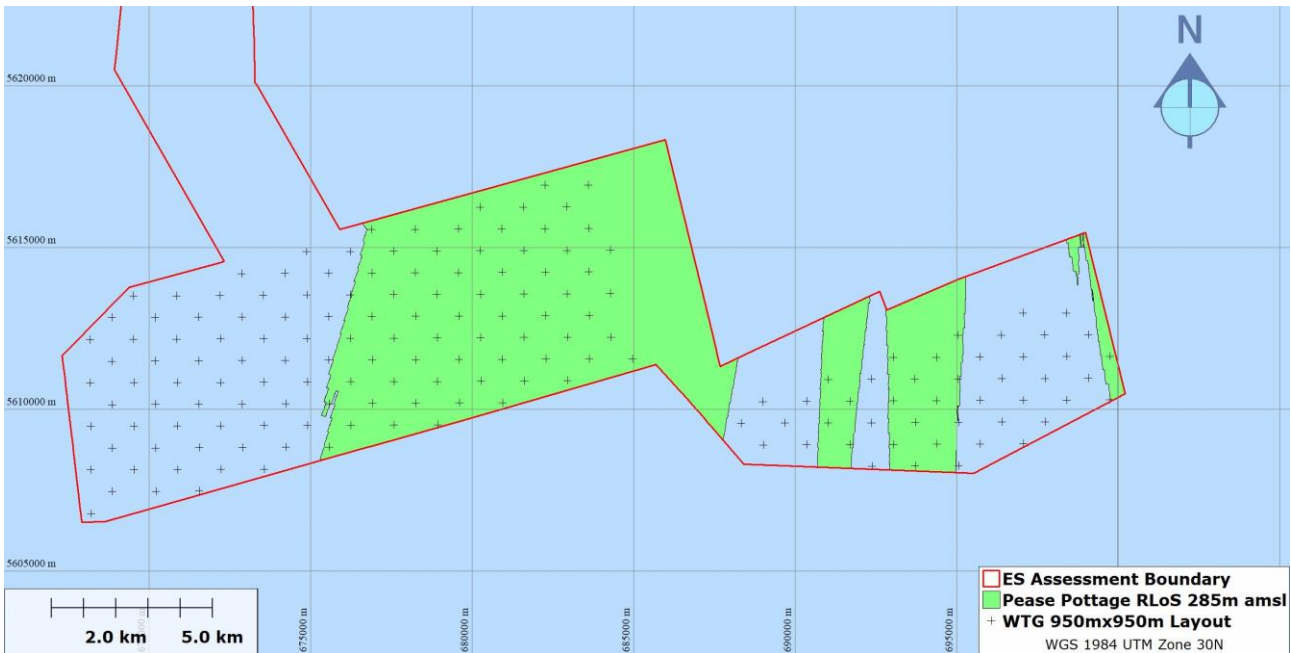 N
5620000 m
5615000 m
5610000 m
5605000 m
675000 m
680000 m
685000 m
690000 m
695000 m
2.0 km 5.0 km
ES Assessment Boundary
Pease Pottage RLoS 285m amsl
WTG 950mx950m Layout
WGS 1984 UTM Zone 30N